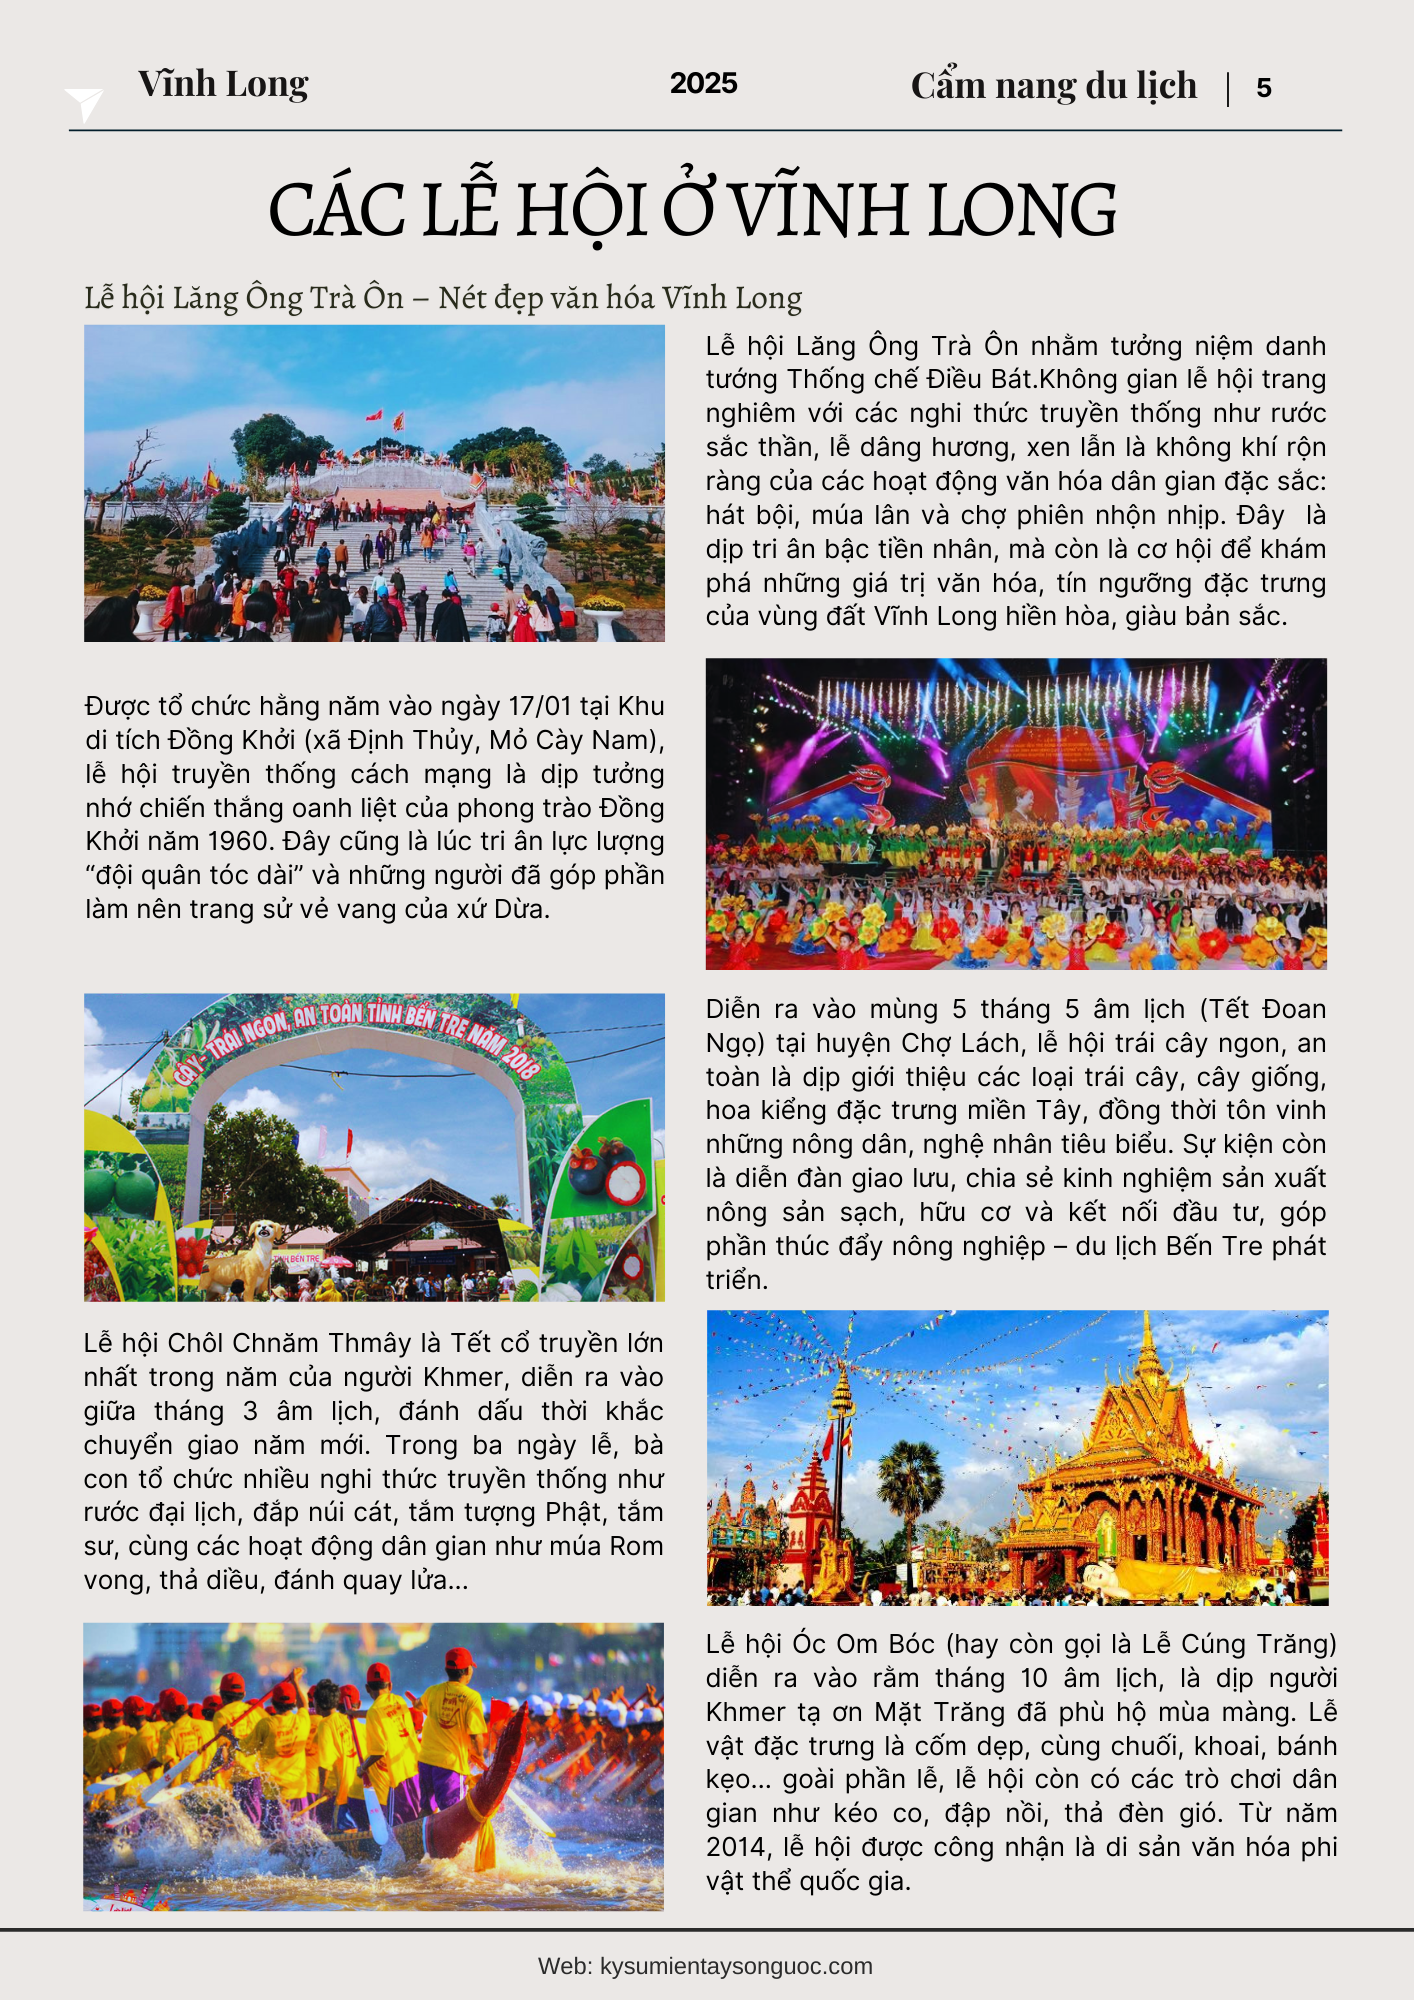 Vĩnh Long
2025
Cẩm nang du lịch | 5
CÁC LỄ HỘI Ở VĨNH LONG
Lễ hội Lăng Ông Trà Ôn – Nét đẹp văn hóa Vĩnh Long
Lễ hội Lăng Ông Trà Ôn nhằm tưởng niệm danh
tướng Thống chế Điều Bát.Không gian lễ hội trang
nghiêm với các nghi thức truyền thống như rước
sắc thần, lễ dâng hương, xen lẫn là không khí rộn
ràng của các hoạt động văn hóa dân gian đặc sắc:
hát bội, múa lân và chợ phiên nhộn nhịp. Đây là
dịp tri ân bậc tiền nhân, mà còn là cơ hội để khám
phá những giá trị văn hóa, tín ngưỡng đặc trưng
của vùng đất Vĩnh Long hiền hòa, giàu bản sắc.
Được tổ chức hằng năm vào ngày 17/01 tại Khu
di tích Đồng Khởi (xã Định Thủy, Mỏ Cày Nam),
lễ hội truyền thống cách mạng là dịp tưởng
nhớ chiến thắng oanh liệt của phong trào Đồng
Khởi năm 1960. Đây cũng là lúc tri ân lực lượng
“đội quân tóc dài” và những người đã góp phần
làm nên trang sử vẻ vang của xứ Dừa.
CÂY- TRÁI NGON, AN TOÀN TỈNH BẾN TRE NĂM 2018
TỈNH BẾN TRE
Diễn ra vào mùng 5 tháng 5 âm lịch (Tết Đoan
Ngọ) tại huyện Chợ Lách, lễ hội trái cây ngon, an
toàn là dịp giới thiệu các loại trái cây, cây giống,
hoa kiểng đặc trưng miền Tây, đồng thời tôn vinh
những nông dân, nghệ nhân tiêu biểu. Sự kiện còn
là diễn đàn giao lưu, chia sẻ kinh nghiệm sản xuất
nông sản sạch, hữu cơ và kết nối đầu tư, góp
phần thúc đẩy nông nghiệp – du lịch Bến Tre phát
triển.
Lễ hội Chôl Chnăm Thmây là Tết cổ truyền lớn
nhất trong năm của người Khmer, diễn ra vào
giữa tháng 3 âm lịch, đánh dấu thời khắc
chuyển giao năm mới. Trong ba ngày lễ, bà
con tổ chức nhiều nghi thức truyền thống như
rước đại lịch, đắp núi cát, tắm tượng Phật, tắm
sư, cùng các hoạt động dân gian như múa Rom
vong, thả diều, đánh quay lửa...
Lễ hội Óc Om Bóc (hay còn gọi là Lễ Cúng Trăng)
diễn ra vào rằm tháng 10 âm lịch, là dịp người
Khmer tạ ơn Mặt Trăng đã phù hộ mùa màng. Lễ
vật đặc trưng là cốm dẹp, cùng chuối, khoai, bánh
kẹo... goài phần lễ, lễ hội còn có các trò chơi dân
gian như kéo co, đập nồi, thả đèn gió. Từ năm
2014, lễ hội được công nhận là di sản văn hóa phi
vật thể quốc gia.
Web: kysumientaysonguoc.com